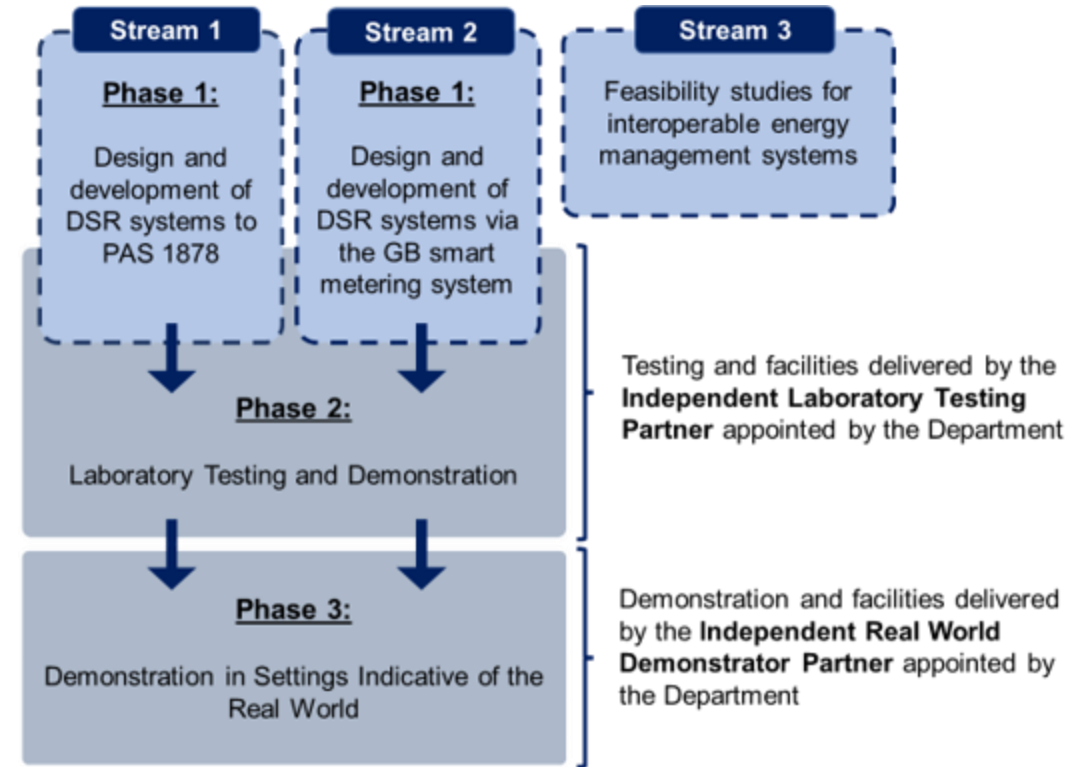 Stream 1
Phase 1:
Design and
development of
DSR systems to
PAS 1878
Stream 2
Phase 1:
Design and
development of
DSR systems via
the GB smart
metering system
Stream 3
Feasibility studies for
interoperable energy
management systems
Phase 2:
Laboratory Testing and Demonstration
Testing and facilities delivered by the
Independent Laboratory Testing
Partner appointed by the Department
Phase 3:
Demonstration in Settings Indicative of the
Real World
Demonstration and facilities delivered
by the Independent Real World
Demonstrator Partner appointed by
the Department